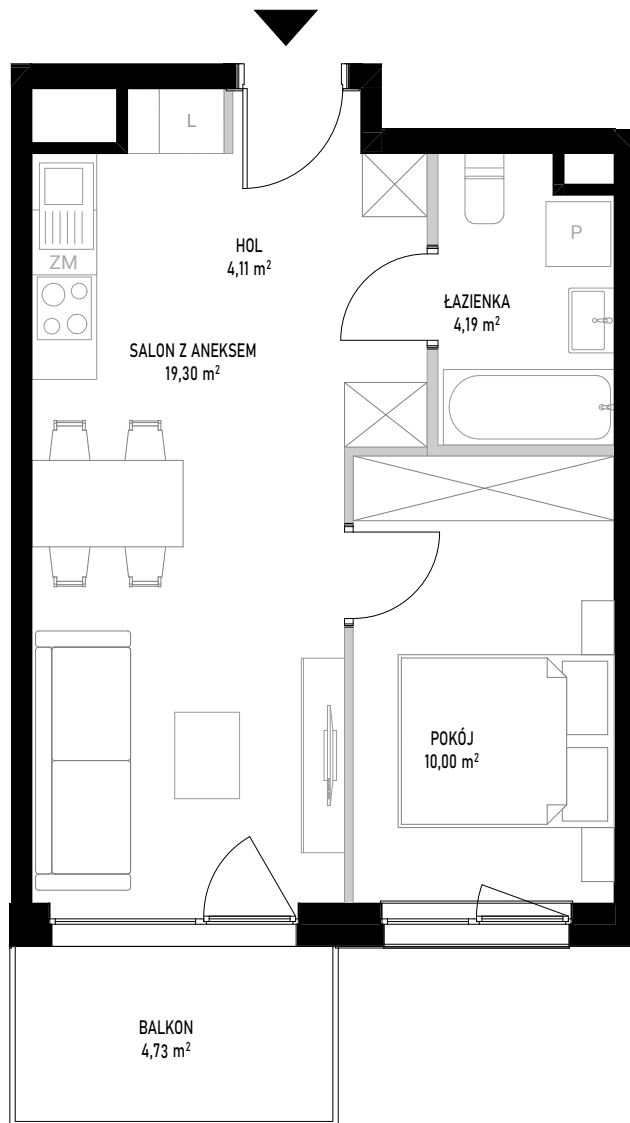 L
HOL
4,11 m²
P
ZM
ŁAZIENKA
4,19 m²
SALON Z ANEKSEM
19,30 m²
POKÓJ
10,00 m²
BALKON
4,73 m²